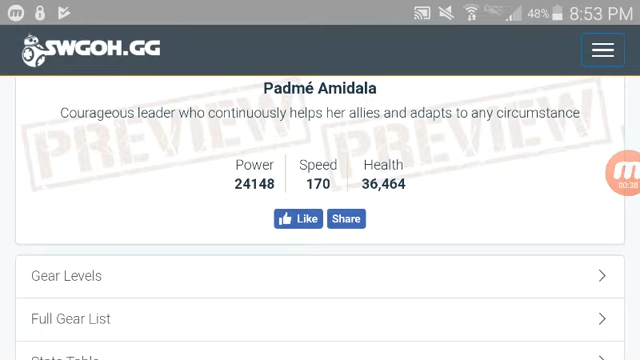 48% 8:53 PM
SWGOH.GG
Padmé Amidala
Courageous leader who continuously helps her allies and adapts to any circumstance
PREVIEW PREVIEW
Power Speed Health
24148 170 36,464
00:38
Like Share
Gear Levels
Full Gear List
Stats Table